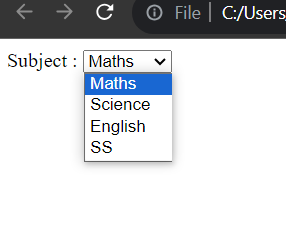 File C:/Users,
Subject : Maths
Maths
Science
English
SS